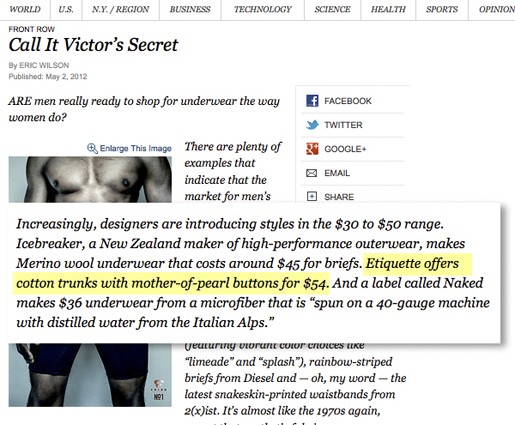 WORLD U.S. N.Y. / REGION BUSINESS TECHNOLOGY SCIENCE HEALTH SPORTS OPINION
FRONT ROW
Call It Victor's Secret
By ERIC WILSON
Published: May 2, 2012
ARE men really ready to shop for underwear the way
women do?
Enlarge This Image
There are plenty of
examples that
indicate that the
market for men's
FACEBOOK
TWITTER
GOOGLE+
EMAIL
SHARE
Increasingly, designers are introducing styles in the $30 to $50 range.
Icebreaker, a New Zealand maker of high-performance outerwear, makes
Merino wool underwear that costs around $45 for briefs. Etiquette offers
cotton trunks with mother-of-pearl buttons for $54. And a label called Naked
makes $36 underwear from a microfiber that is "spun on a 40-gauge machine
with distilled water from the Italian Alps."
(featuring vibrant color choices like
"limeade" and "splash"), rainbow-striped
briefs from Diesel and — oh, my word — the
latest snakeskin-printed waistbands from
2(x)ist. It's almost like the 1970s again,
Nº1